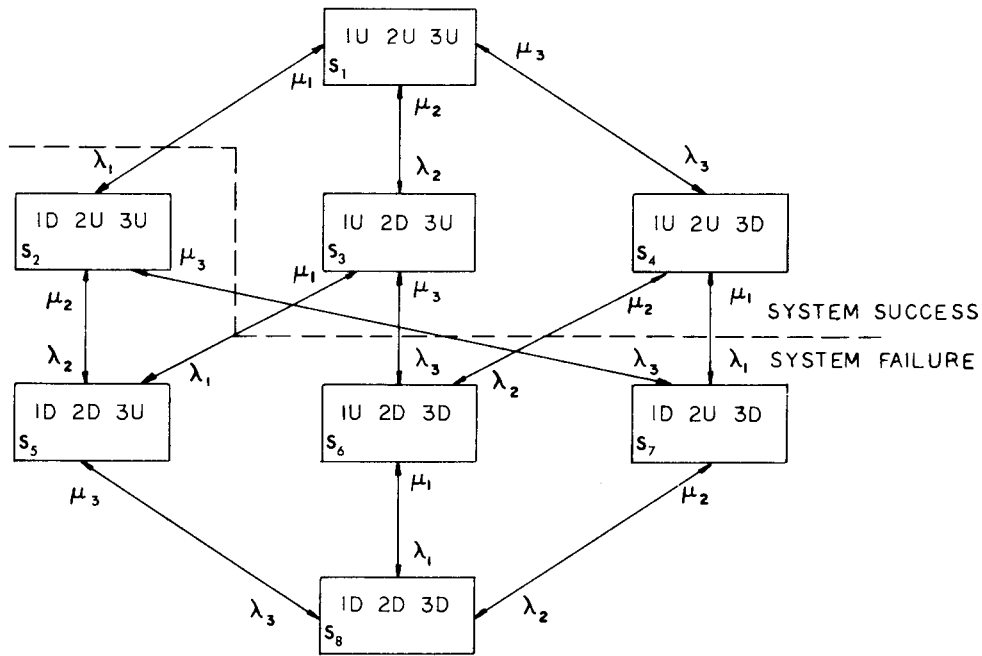 1U 2U 3U
S₁
μ₁
μ₂
μ₃
λ₁
λ₂
λ₃
1D 2U 3U
S₂
1U 2D 3U
S₃
1U 2U 3D
S₄
μ₂
μ₃
μ₁
μ₃
μ₂
μ₁
SYSTEM SUCCESS
SYSTEM FAILURE
λ₂
λ₁
λ₃
λ₂
λ₃
λ₁
1D 2D 3U
S₅
1U 2D 3D
S₆
1D 2U 3D
S₇
μ₃
μ₁
μ₂
λ₃
λ₁
λ₂
1D 2D 3D
S₈